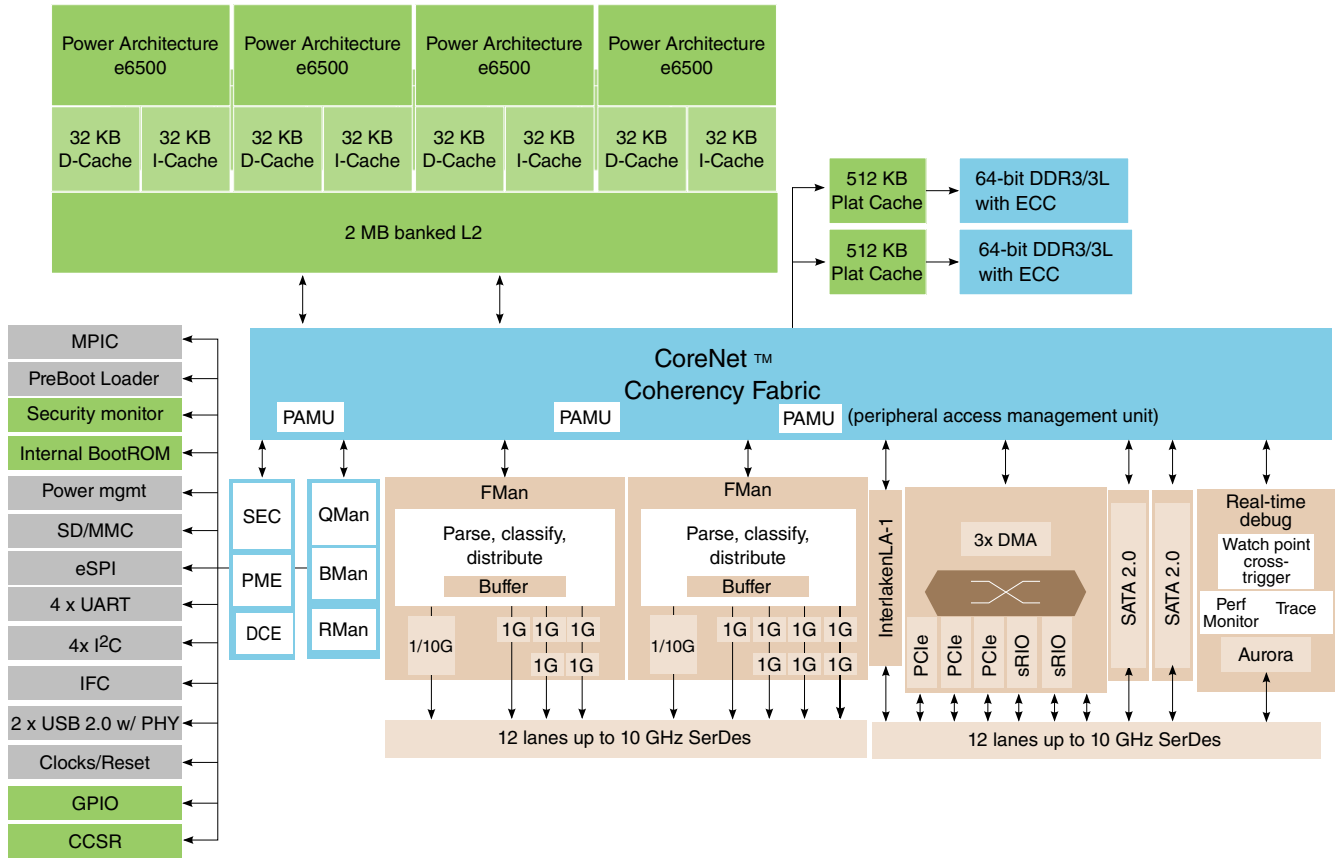 Power Architecture
e6500
Power Architecture
e6500
Power Architecture
e6500
Power Architecture
e6500
32 KB
D-Cache
32 KB
I-Cache
32 KB
D-Cache
32 KB
I-Cache
32 KB
D-Cache
32 KB
I-Cache
32 KB
D-Cache
32 KB
I-Cache
2 MB banked L2
512 KB
Plat Cache
64-bit DDR3/3L
with ECC
512 KB
Plat Cache
64-bit DDR3/3L
with ECC
MPIC
PreBoot Loader
Security monitor
Internal BootROM
Power mgmt
SD/MMC
eSPI
4 x UART
4x I²C
IFC
2 x USB 2.0 w/ PHY
Clocks/Reset
GPIO
CCSR
CoreNet ™
Coherency Fabric
PAMU
PAMU
PAMU
(peripheral access management unit)
SEC
PME
DCE
QMan
BMan
RMan
FMan
Parse, classify,
distribute
Buffer
1/10G
1G
1G
1G
1G
1G
FMan
Parse, classify,
distribute
Buffer
1/10G
1G
1G
1G
1G
1G
1G
1G
InterlakenLA-1
3x DMA
PCIe
PCIe
PCIe
sRIO
sRIO
SATA 2.0
SATA 2.0
Real-time
debug
Watch point
cross-
trigger
Perf
Monitor
Trace
Aurora
12 lanes up to 10 GHz SerDes
12 lanes up to 10 GHz SerDes